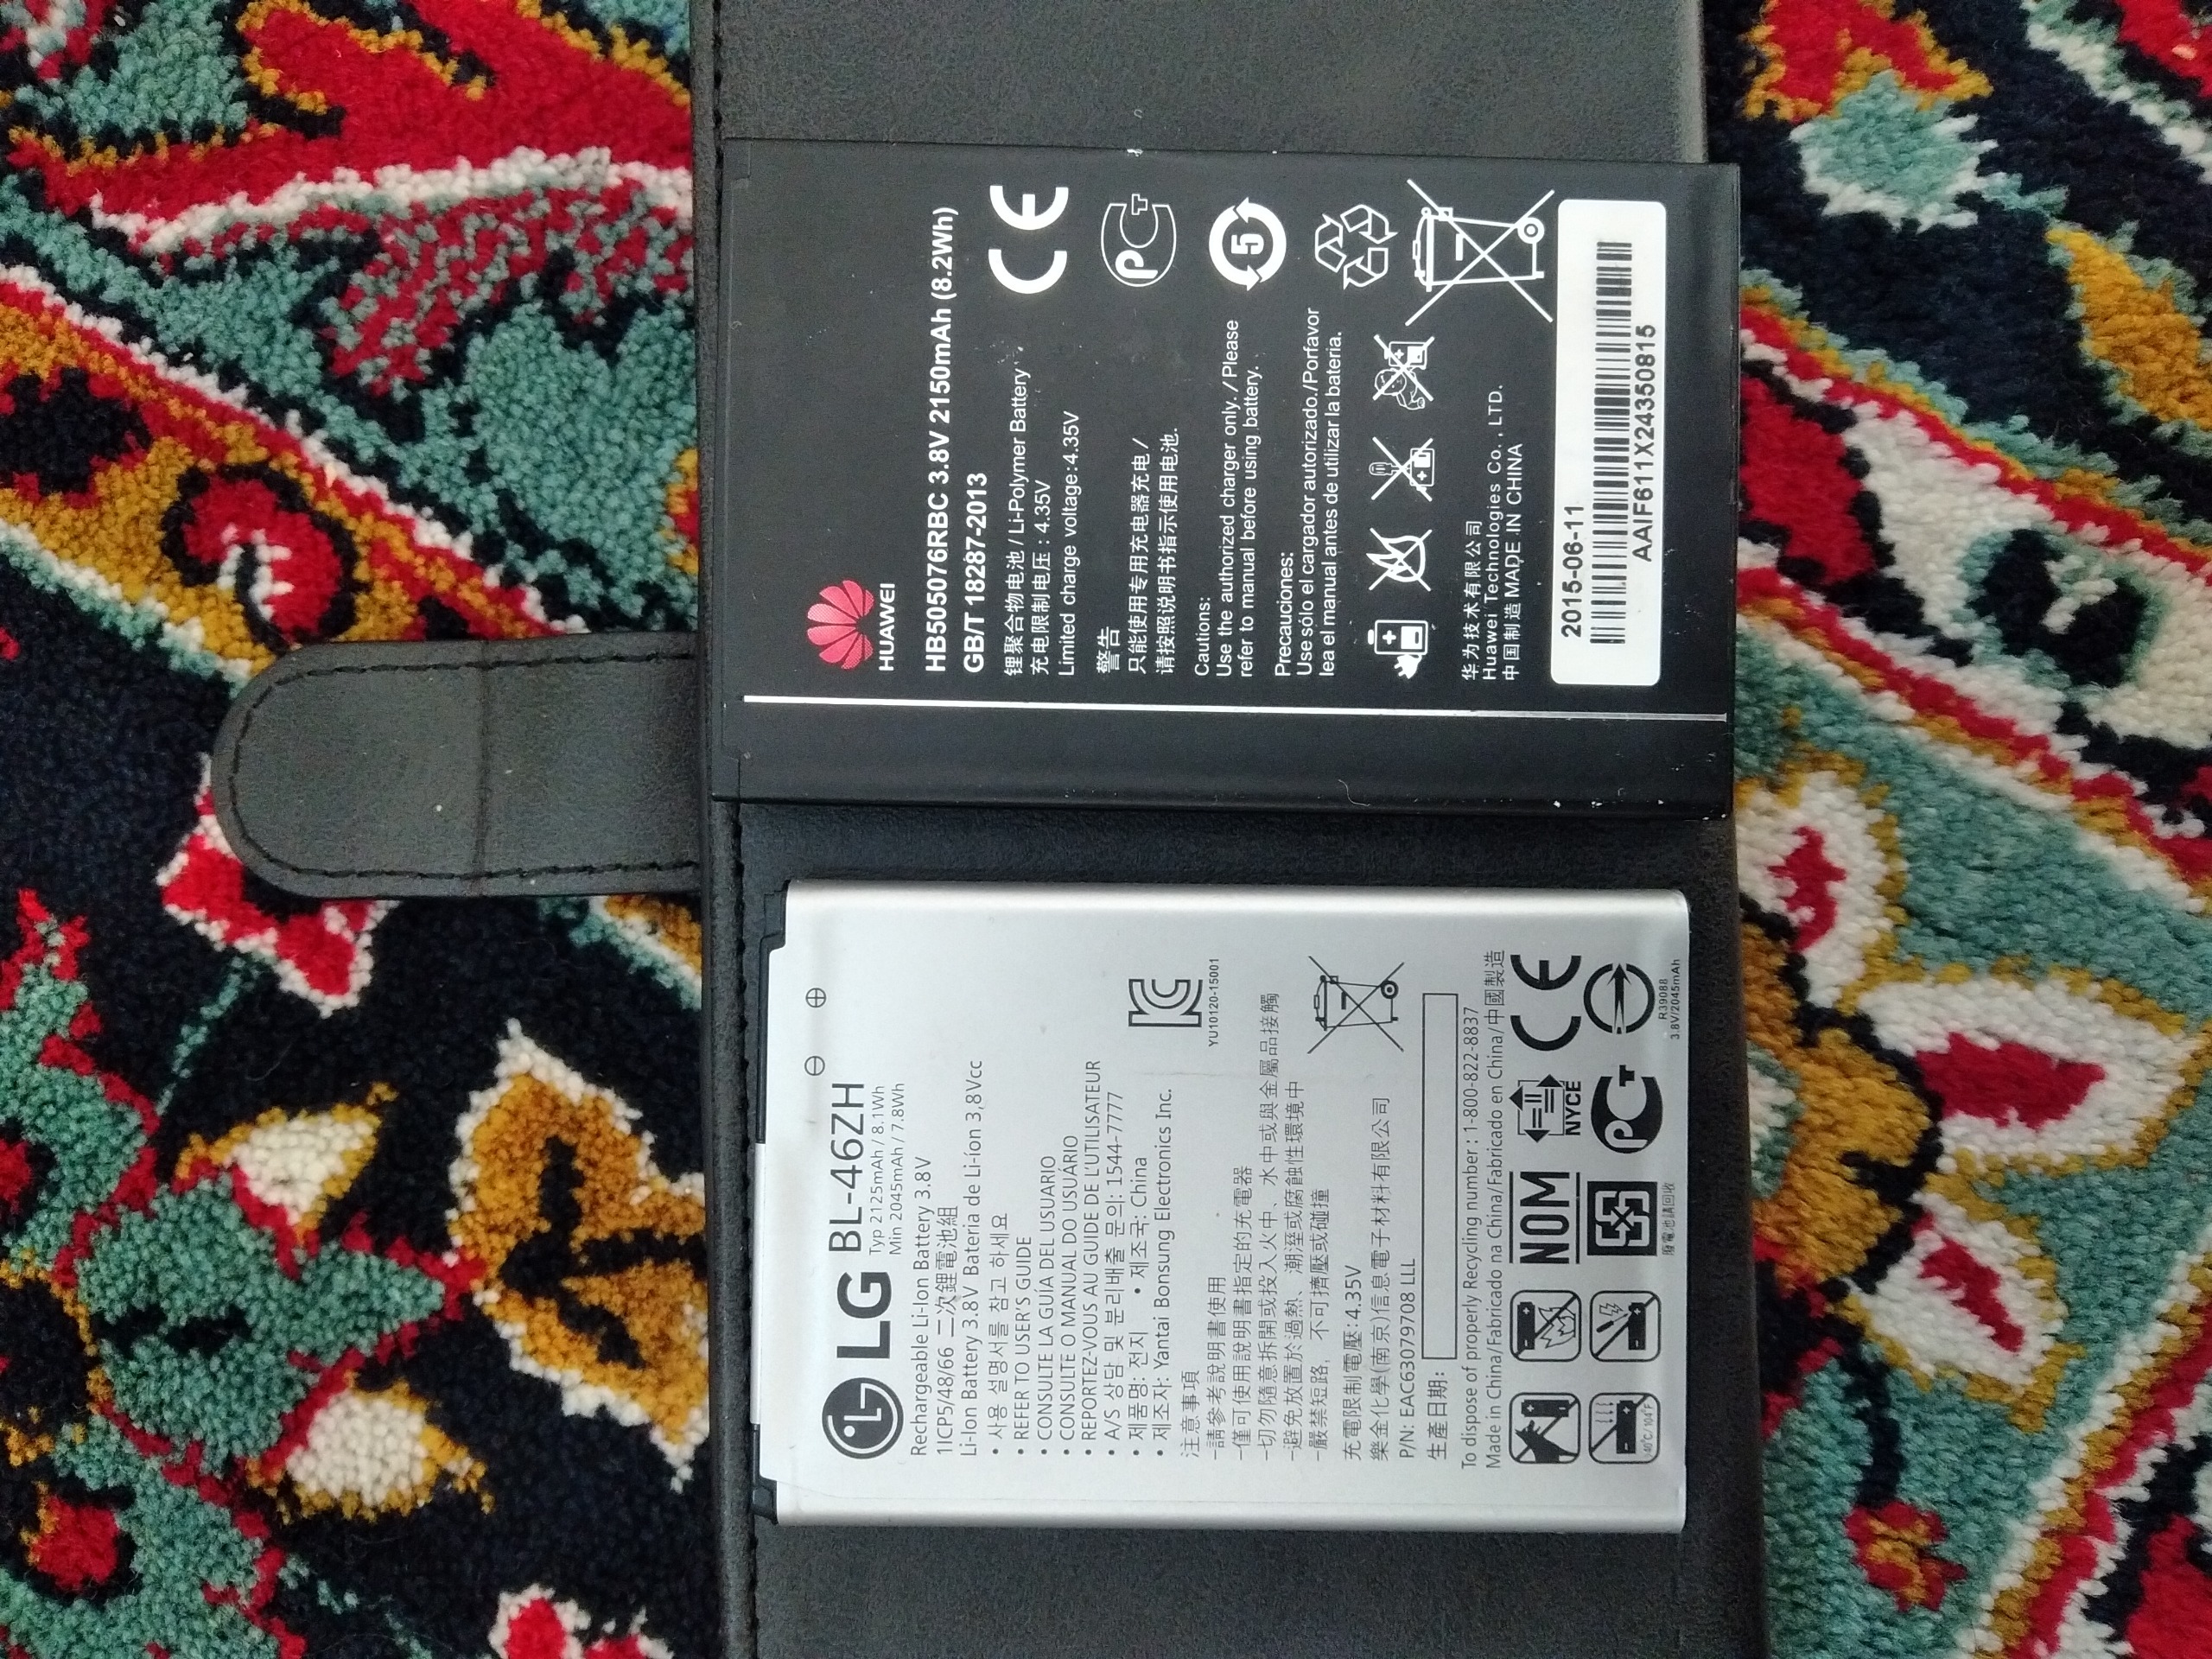 HUAWEI
HB505076RBC 3.8V 2150mAh (8.2Wh)
GB/T 18287-2013
锂聚合物电池 / Li-Polymer Battery
充电限制电压 : 4.35V
Limited charge voltage:4.35V
警告
只能使用专用充电器充电 /
请按照说明书指示使用电池.
Cautions:
Use the authorized charger only. / Please
refer to manual before using battery.
Precauciones:
Use sólo el cargador autorizado./Porfavor
lea el manual antes de utilizar la bateria.
CE
PCT
5
华为技术有限公司
Huawei Technologies Co., LTD.
中国制造 MADE IN CHINA
2015-06-11
AAIF611X24350815
LG BL-46ZH
Typ 2125mAh / 8.1Wh
Min 2045mAh / 7.8Wh
Rechargeable Li-Ion Battery 3.8V
1ICP5/48/66 二次鋰電池組
Li-Ion Battery 3.8V Bateria de Li-íon 3,8Vcc
• 사용 설명서를 참고 하세요
• REFER TO USER'S GUIDE
• CONSULTE LA GUÍA DEL USUARIO
• CONSULTE O MANUAL DO USUÁRIO
• REPORTEZ-VOUS AU GUIDE DE L'UTILISATEUR
• A/S 상담 및 분리배출 문의: 1544-7777
• 제품명: 전지 • 제조국: China
• 제조자: Yantai Bonsung Electronics Inc.
YU10120-15001
注意事項
-請參考說明書使用
-僅可使用說明書指定的充電器
-切勿隨意拆開或投入火中、水中或與金屬品接觸
-避免放置於過熱、潮溼或腐蝕性環境中
-嚴禁短路,不可擠壓或碰撞
充電限制電壓:4.35V
樂金化學(南京)信息電子材料有限公司
P/N: EAC63079708 LLL
生產日期:
To dispose of properly Recycling number : 1-800-822-8837
Made in China/Fabricado na China/Fabricado en China/中國製造
NOM
NYCE
CE
PCT
40°C/104°F
廢電池請回收
R39088
3.8V/2045mAh